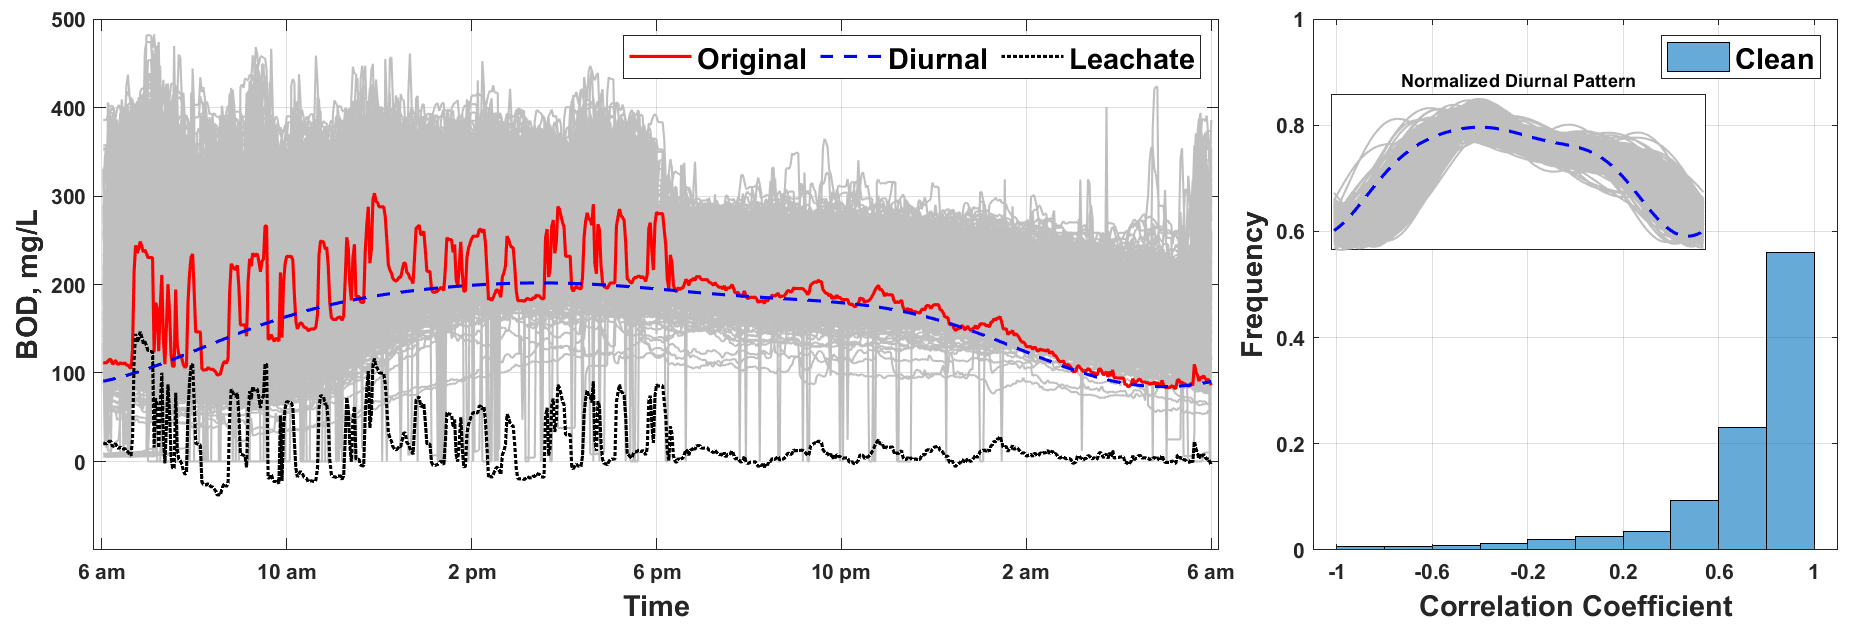 500
400
300
200
100
0
BOD, mg/L
Original Diurnal Leachate
6 am 10 am 2 pm 6 pm 10 pm 2 am 6 am
Time
1
0.8
0.6
0.4
0.2
0
Frequency
Clean
Normalized Diurnal Pattern
-1 -0.6 -0.2 0.2 0.6 1
Correlation Coefficient